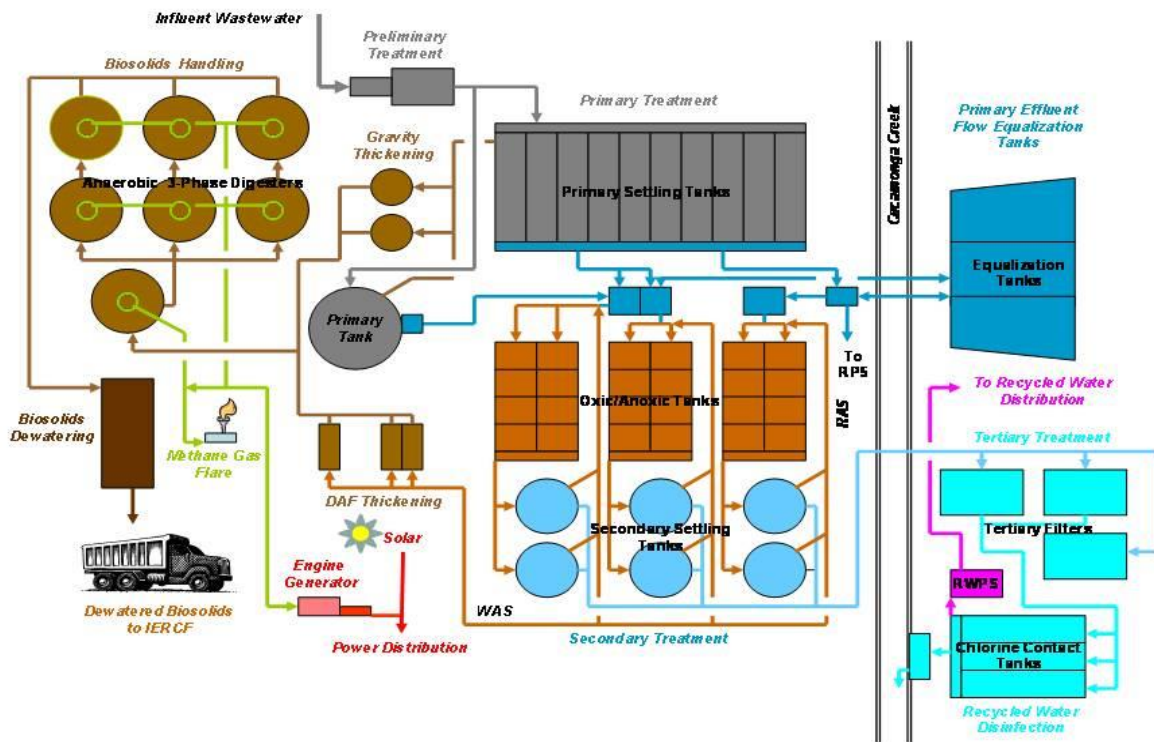 Influent Wastewater
Preliminary
Treatment
Biosolids Handling
Primary Treatment
Primary Effluent
Flow Equalization
Tanks
Gravity
Thickening
Cucamonga Creek
Anaerobic 3-Phase Digesters
Primary Settling Tanks
Equalization
Tanks
Primary
Tank
To
RPS
To Recycled Water
Distribution
Oxic/Anoxic Tanks
RAS
Biosolids
Dewatering
Tertiary Treatment
Methane Gas
Flare
DAF Thickening
Secondary Settling
Tanks
Tertiary Filters
Solar
Engine
Generator
RWPS
Dewatered Biosolids
to IERCF
WAS
Power Distribution
Secondary Treatment
Chlorine Contact
Tanks
Recycled Water
Disinfection